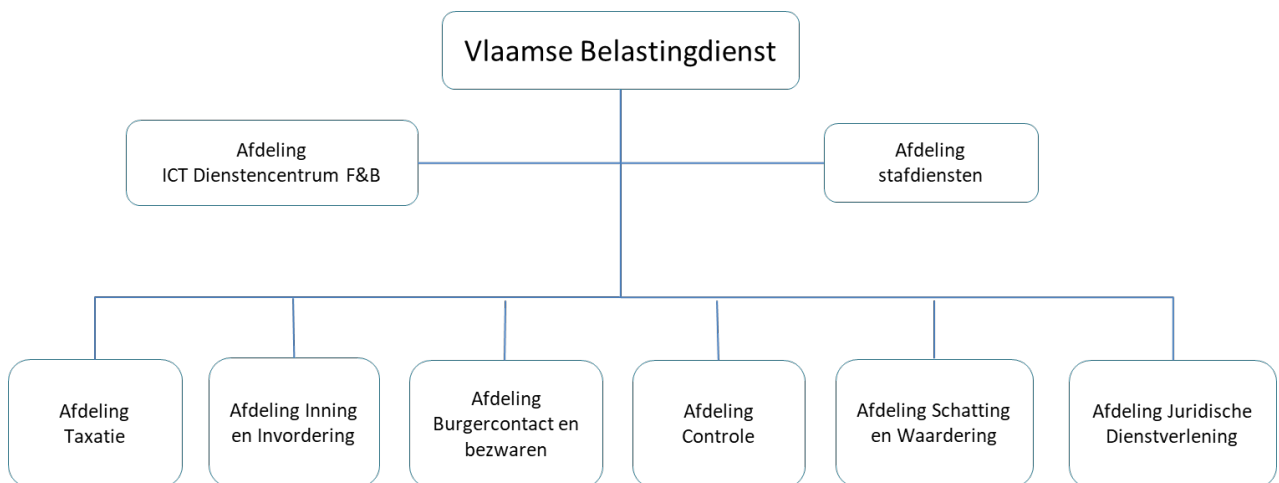 Vlaamse Belastingdienst
Afdeling
ICT Dienstencentrum F&B
Afdeling
stafdiensten
Afdeling
Taxatie
Afdeling Inning
en Invordering
Afdeling
Burgercontact en
bezwaren
Afdeling
Controle
Afdeling Schatting
en Waardering
Afdeling Juridische
Dienstverlening